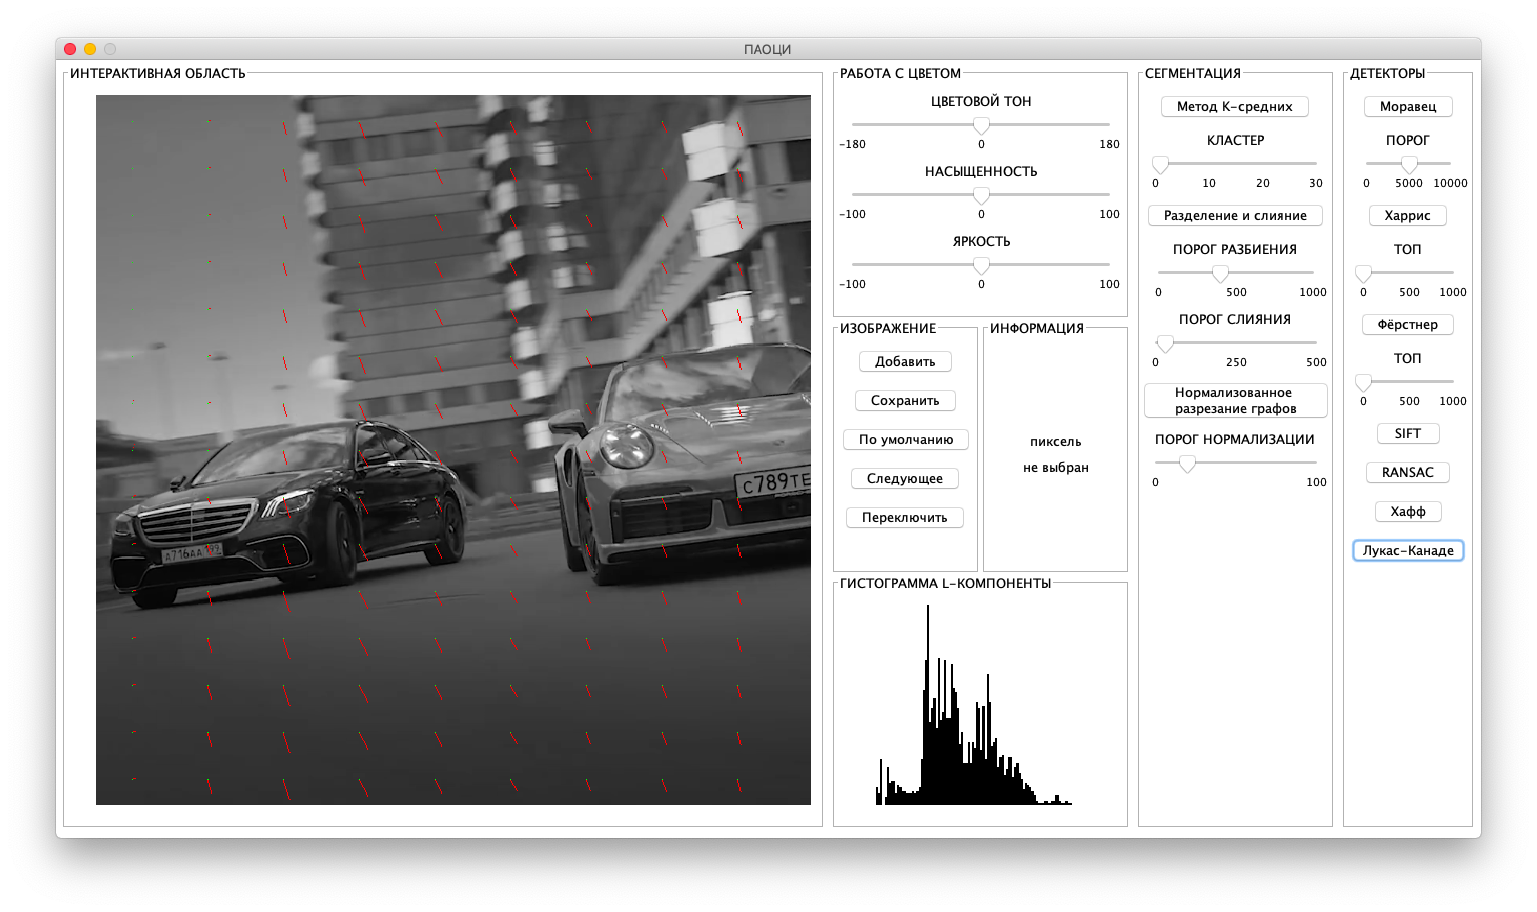 ПАОЦИ
ИНТЕРАКТИВНАЯ ОБЛАСТЬ
C789TE
A716AA 199
РАБОТА С ЦВЕТОМ
ЦВЕТОВОЙ ТОН
-180 0 180
НАСЫЩЕННОСТЬ
-100 0 100
ЯРКОСТЬ
-100 0 100
ИЗОБРАЖЕНИЕ
Добавить
Сохранить
По умолчанию
Следующее
Переключить
ИНФОРМАЦИЯ
пиксель
не выбран
ГИСТОГРАММА L-КОМПОНЕНТЫ
СЕГМЕНТАЦИЯ
Метод К-средних
КЛАСТЕР
0 10 20 30
Разделение и слияние
ПОРОГ РАЗБИЕНИЯ
0 500 1000
ПОРОГ СЛИЯНИЯ
0 250 500
Нормализованное
разрезание графов
ПОРОГ НОРМАЛИЗАЦИИ
0 100
ДЕТЕКТОРЫ
Моравец
ПОРОГ
0 5000 10000
Харрис
ТОП
0 500 1000
Фёрстнер
ТОП
0 500 1000
SIFT
RANSAC
Хафф
Лукас-Канаде